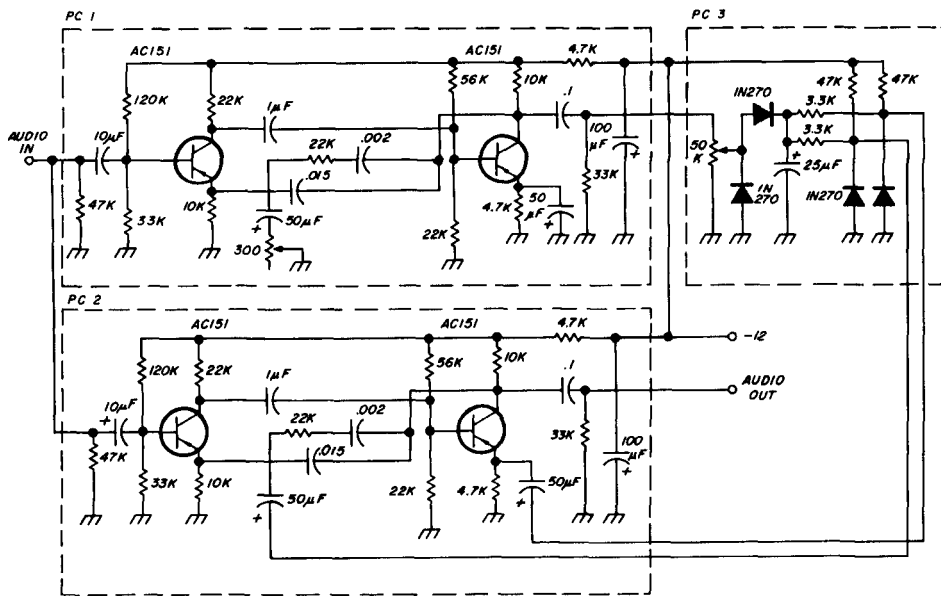 PC 1
PC 3
AC151
AC151
4.7K
120K
22K
56K
10K
47K
47K
1N270
3.3K
3.3K
1µF
.1
AUDIO
IN
10µF
22K
.002
100
µF
+
50
K
25µF
+
.015
33K
1N
270
1N270
47K
33K
10K
50µF
+
300
22K
4.7K
50
µF
+
PC 2
AC151
AC151
4.7K
-12
120K
22K
56K
10K
1µF
.1
AUDIO
OUT
10µF
+
22K
.002
33K
100
µF
+
47K
.015
33K
10K
50µF
+
22K
4.7K
50µF
+